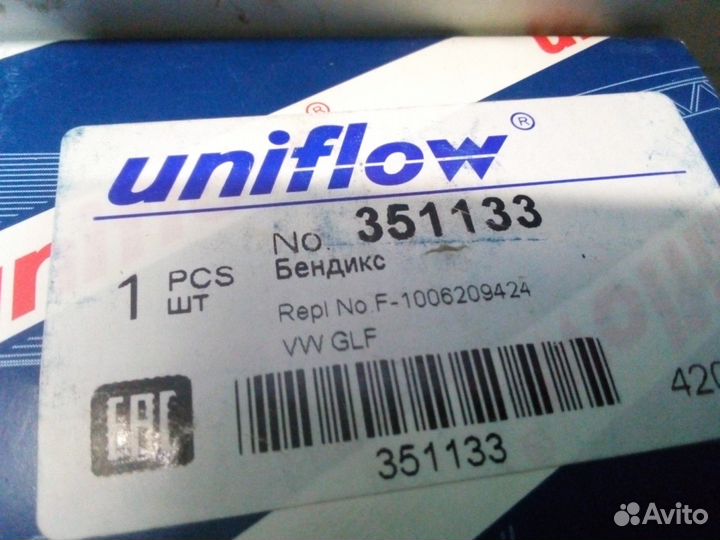 uniflow®
No. 351133
Бендикс
1 PCS
ШТ
Repl No.F-1006209424
VW GLF
EAC
351133
420
Avito